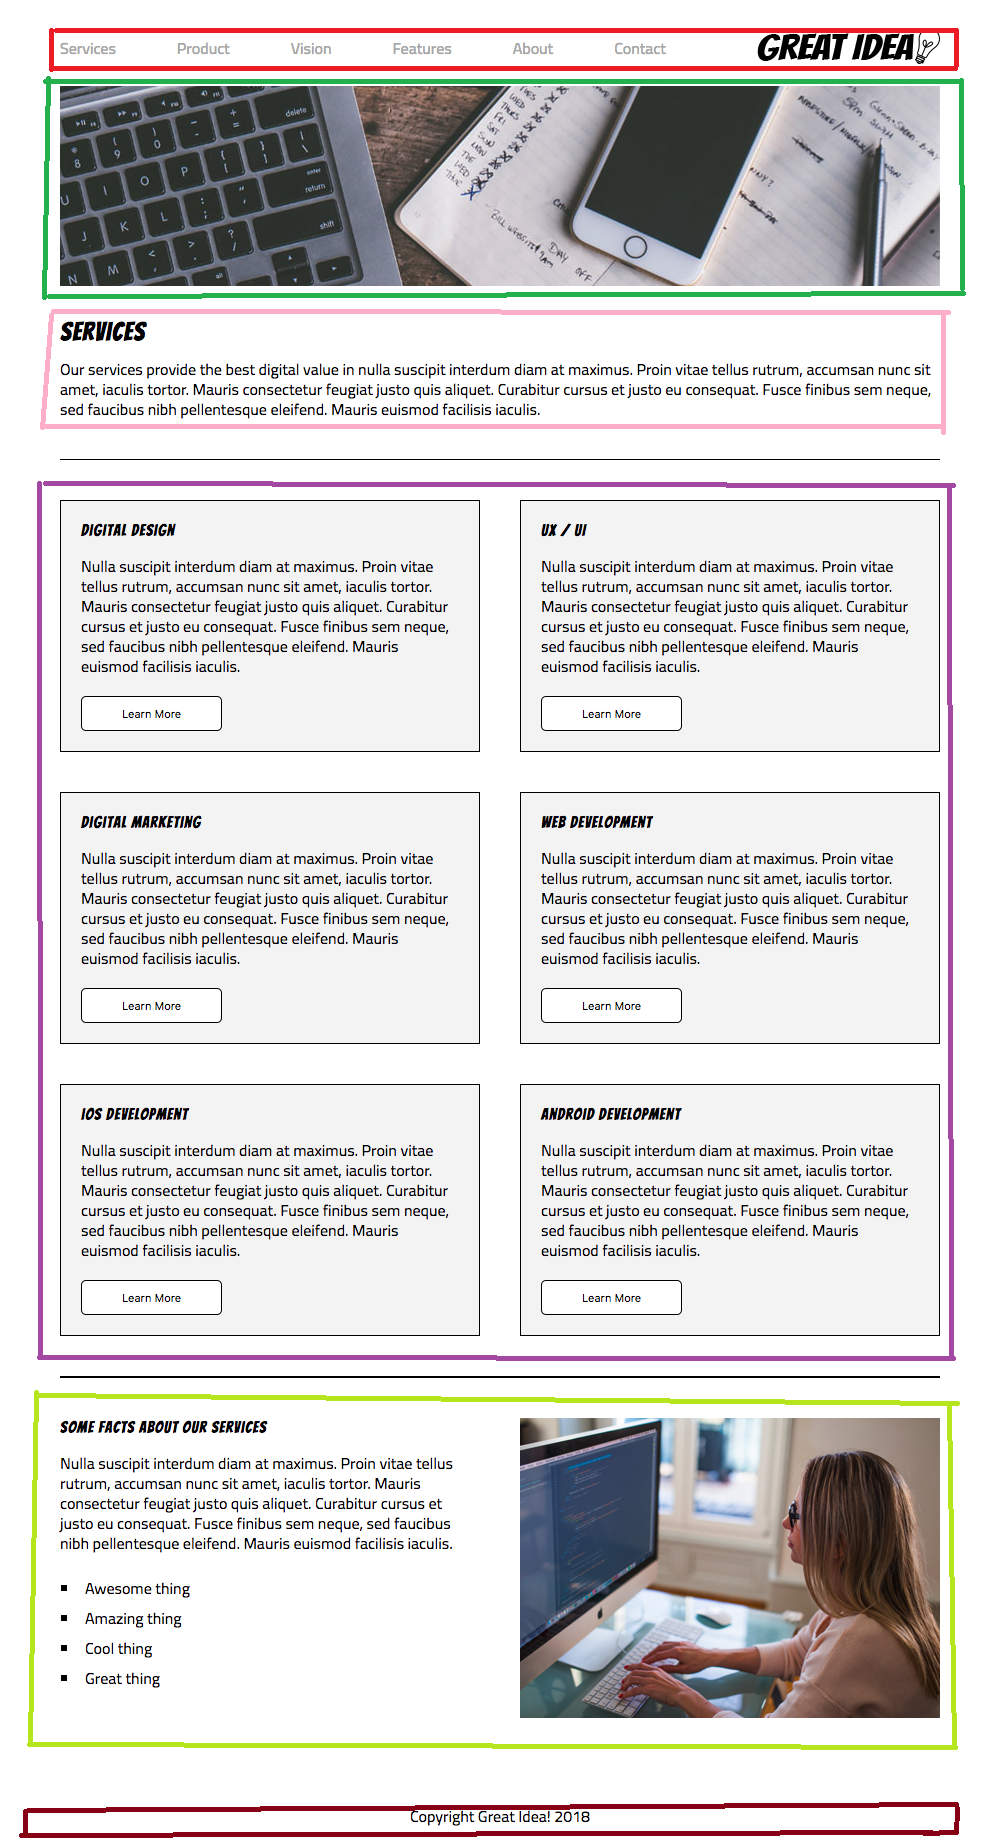 Services Product Vision Features About Contact GREAT IDEA
delete
return
shift
WED
THUR
FRI
SAT
SUN
MON
TUE
WED
THUR
DAY OFF
SERVICES
Our services provide the best digital value in nulla suscipit interdum diam at maximus. Proin vitae tellus rutrum, accumsan nunc sit
amet, iaculis tortor. Mauris consectetur feugiat justo quis aliquet. Curabitur cursus et justo eu consequat. Fusce finibus sem neque,
sed faucibus nibh pellentesque eleifend. Mauris euismod facilisis iaculis.
DIGITAL DESIGN
Nulla suscipit interdum diam at maximus. Proin vitae
tellus rutrum, accumsan nunc sit amet, iaculis tortor.
Mauris consectetur feugiat justo quis aliquet. Curabitur
cursus et justo eu consequat. Fusce finibus sem neque,
sed faucibus nibh pellentesque eleifend. Mauris
euismod facilisis iaculis.
Learn More
UX / UI
Nulla suscipit interdum diam at maximus. Proin vitae
tellus rutrum, accumsan nunc sit amet, iaculis tortor.
Mauris consectetur feugiat justo quis aliquet. Curabitur
cursus et justo eu consequat. Fusce finibus sem neque,
sed faucibus nibh pellentesque eleifend. Mauris
euismod facilisis iaculis.
Learn More
DIGITAL MARKETING
Nulla suscipit interdum diam at maximus. Proin vitae
tellus rutrum, accumsan nunc sit amet, iaculis tortor.
Mauris consectetur feugiat justo quis aliquet. Curabitur
cursus et justo eu consequat. Fusce finibus sem neque,
sed faucibus nibh pellentesque eleifend. Mauris
euismod facilisis iaculis.
Learn More
WEB DEVELOPMENT
Nulla suscipit interdum diam at maximus. Proin vitae
tellus rutrum, accumsan nunc sit amet, iaculis tortor.
Mauris consectetur feugiat justo quis aliquet. Curabitur
cursus et justo eu consequat. Fusce finibus sem neque,
sed faucibus nibh pellentesque eleifend. Mauris
euismod facilisis iaculis.
Learn More
IOS DEVELOPMENT
Nulla suscipit interdum diam at maximus. Proin vitae
tellus rutrum, accumsan nunc sit amet, iaculis tortor.
Mauris consectetur feugiat justo quis aliquet. Curabitur
cursus et justo eu consequat. Fusce finibus sem neque,
sed faucibus nibh pellentesque eleifend. Mauris
euismod facilisis iaculis.
Learn More
ANDROID DEVELOPMENT
Nulla suscipit interdum diam at maximus. Proin vitae
tellus rutrum, accumsan nunc sit amet, iaculis tortor.
Mauris consectetur feugiat justo quis aliquet. Curabitur
cursus et justo eu consequat. Fusce finibus sem neque,
sed faucibus nibh pellentesque eleifend. Mauris
euismod facilisis iaculis.
Learn More
SOME FACTS ABOUT OUR SERVICES
Nulla suscipit interdum diam at maximus. Proin vitae tellus
rutrum, accumsan nunc sit amet, iaculis tortor. Mauris
consectetur feugiat justo quis aliquet. Curabitur cursus et
justo eu consequat. Fusce finibus sem neque, sed faucibus
nibh pellentesque eleifend. Mauris euismod facilisis iaculis.
Awesome thing
Amazing thing
Cool thing
Great thing
Copyright Great Idea! 2018